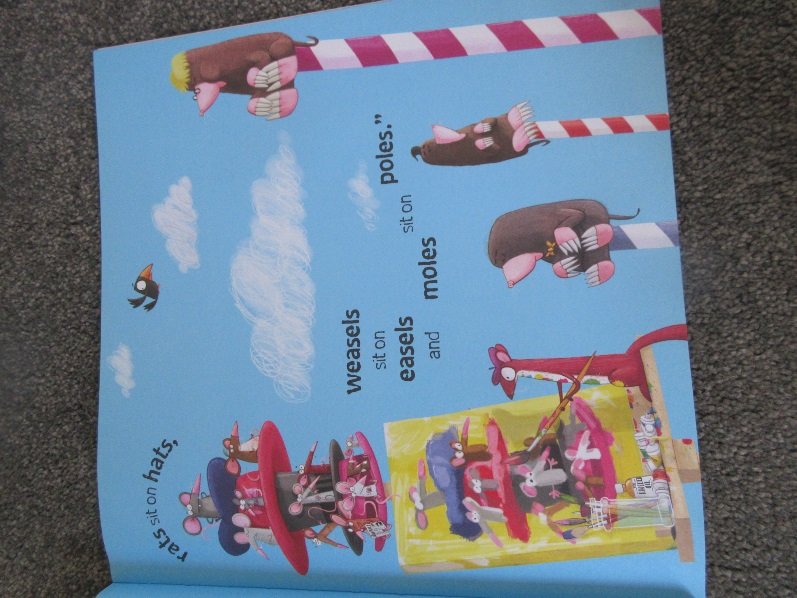 rats sit on hats,
weasels
sit on
easels
and moles
sit on poles.”